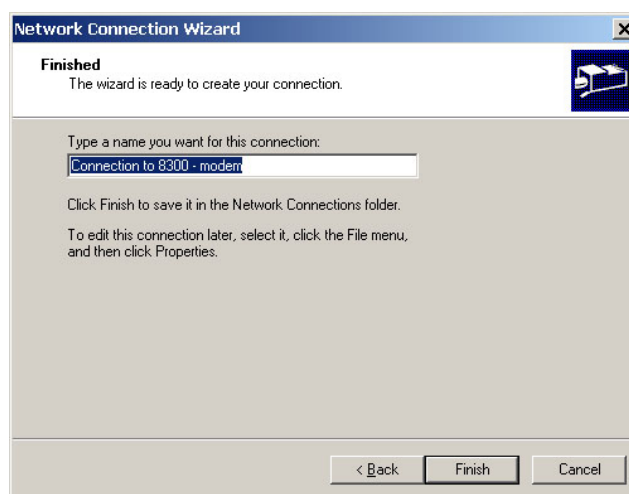 Network Connection Wizard
Finished
The wizard is ready to create your connection.
Type a name you want for this connection:
Connection to 8300 - modem
Click Finish to save it in the Network Connections folder.
To edit this connection later, select it, click the File menu,
and then click Properties.
< Back
Finish
Cancel